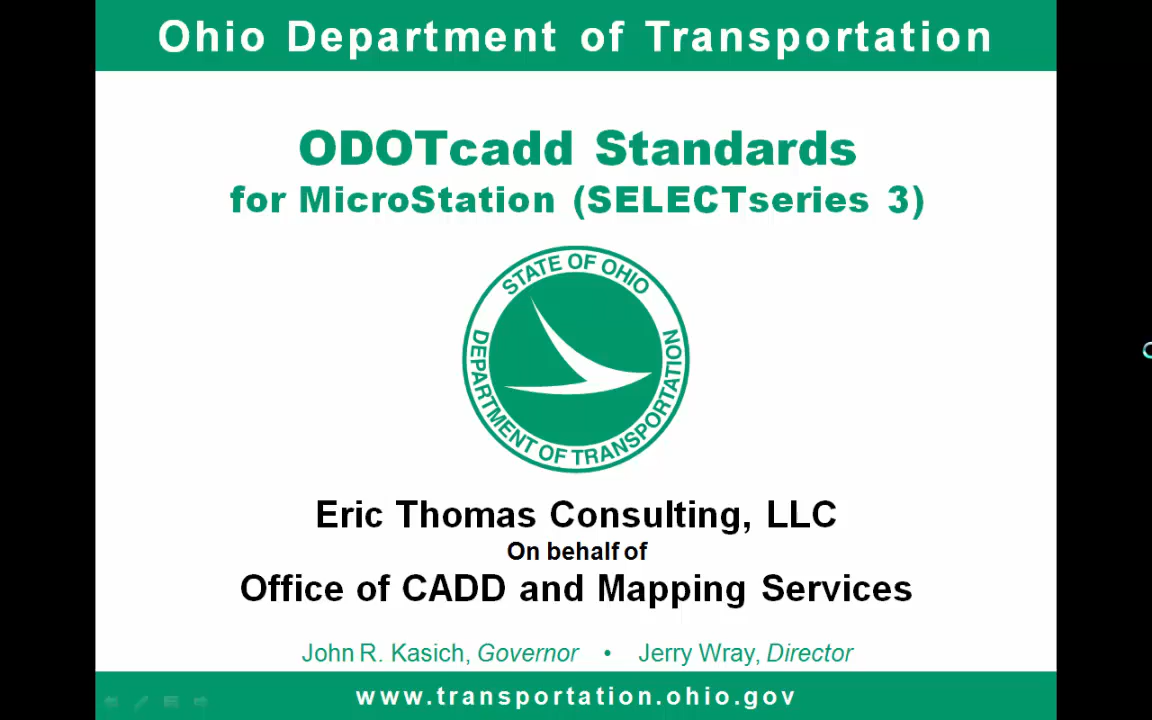 Ohio Department of Transportation
ODOTcadd Standards
for MicroStation (SELECTseries 3)
STATE OF OHIO
DEPARTMENT OF TRANSPORTATION
Eric Thomas Consulting, LLC
On behalf of
Office of CADD and Mapping Services
John R. Kasich, Governor • Jerry Wray, Director
www.transportation.ohio.gov